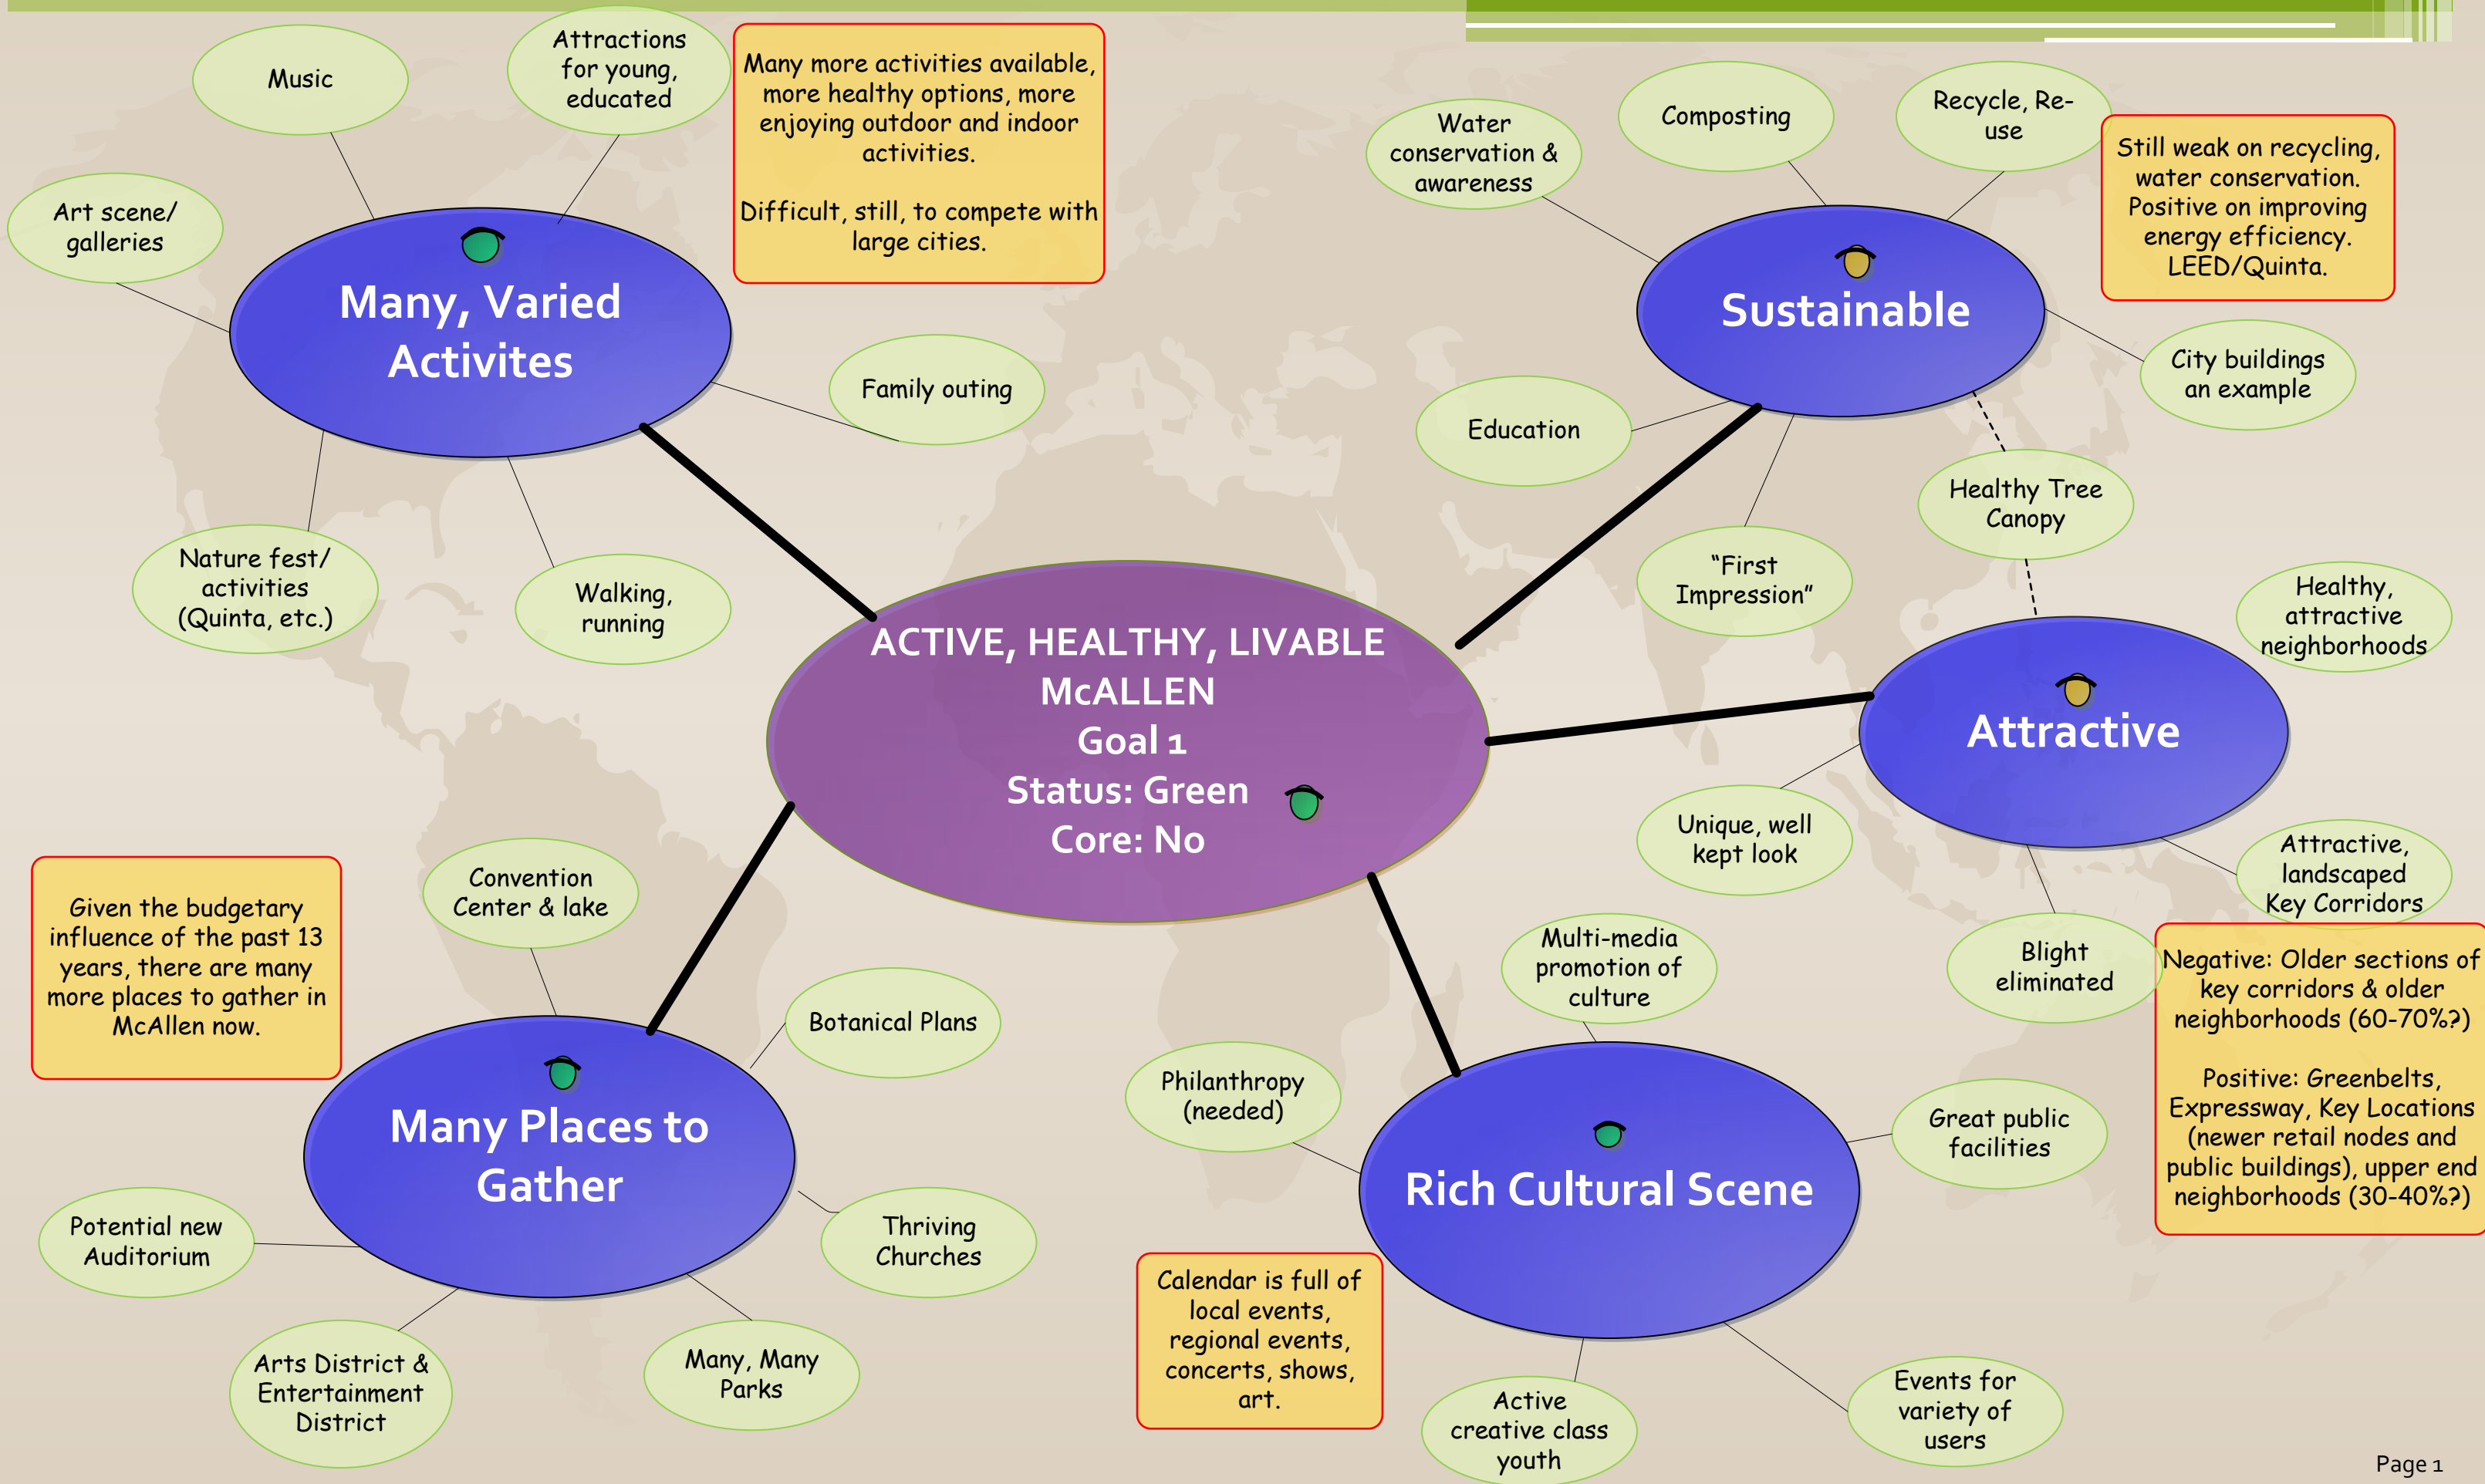 Music
Attractions
for young,
educated
Many more activities available,
more healthy options, more
enjoying outdoor and indoor
activities.
Difficult, still, to compete with
large cities.
Art scene/
galleries
Many, Varied
Activites
Family outing
Nature fest/
activities
(Quinta, etc.)
Walking,
running
Water
conservation &
awareness
Composting
Recycle, Re-
use
Still weak on recycling,
water conservation.
Positive on improving
energy efficiency.
LEED/Quinta.
Sustainable
City buildings
an example
Education
Healthy Tree
Canopy
“First
Impression”
Healthy,
attractive
neighborhoods
ACTIVE, HEALTHY, LIVABLE
McALLEN
Goal 1
Status: Green
Core: No
Attractive
Unique, well
kept look
Attractive,
landscaped
Key Corridors
Blight
eliminated
Negative: Older sections of
key corridors & older
neighborhoods (60-70%?)
Positive: Greenbelts,
Expressway, Key Locations
(newer retail nodes and
public buildings), upper end
neighborhoods (30-40%?)
Given the budgetary
influence of the past 13
years, there are many
more places to gather in
McAllen now.
Convention
Center & lake
Botanical Plans
Many Places to
Gather
Potential new
Auditorium
Thriving
Churches
Arts District &
Entertainment
District
Many, Many
Parks
Multi-media
promotion of
culture
Philanthropy
(needed)
Great public
facilities
Rich Cultural Scene
Calendar is full of
local events,
regional events,
concerts, shows,
art.
Active
creative class
youth
Events for
variety of
users
Page 1